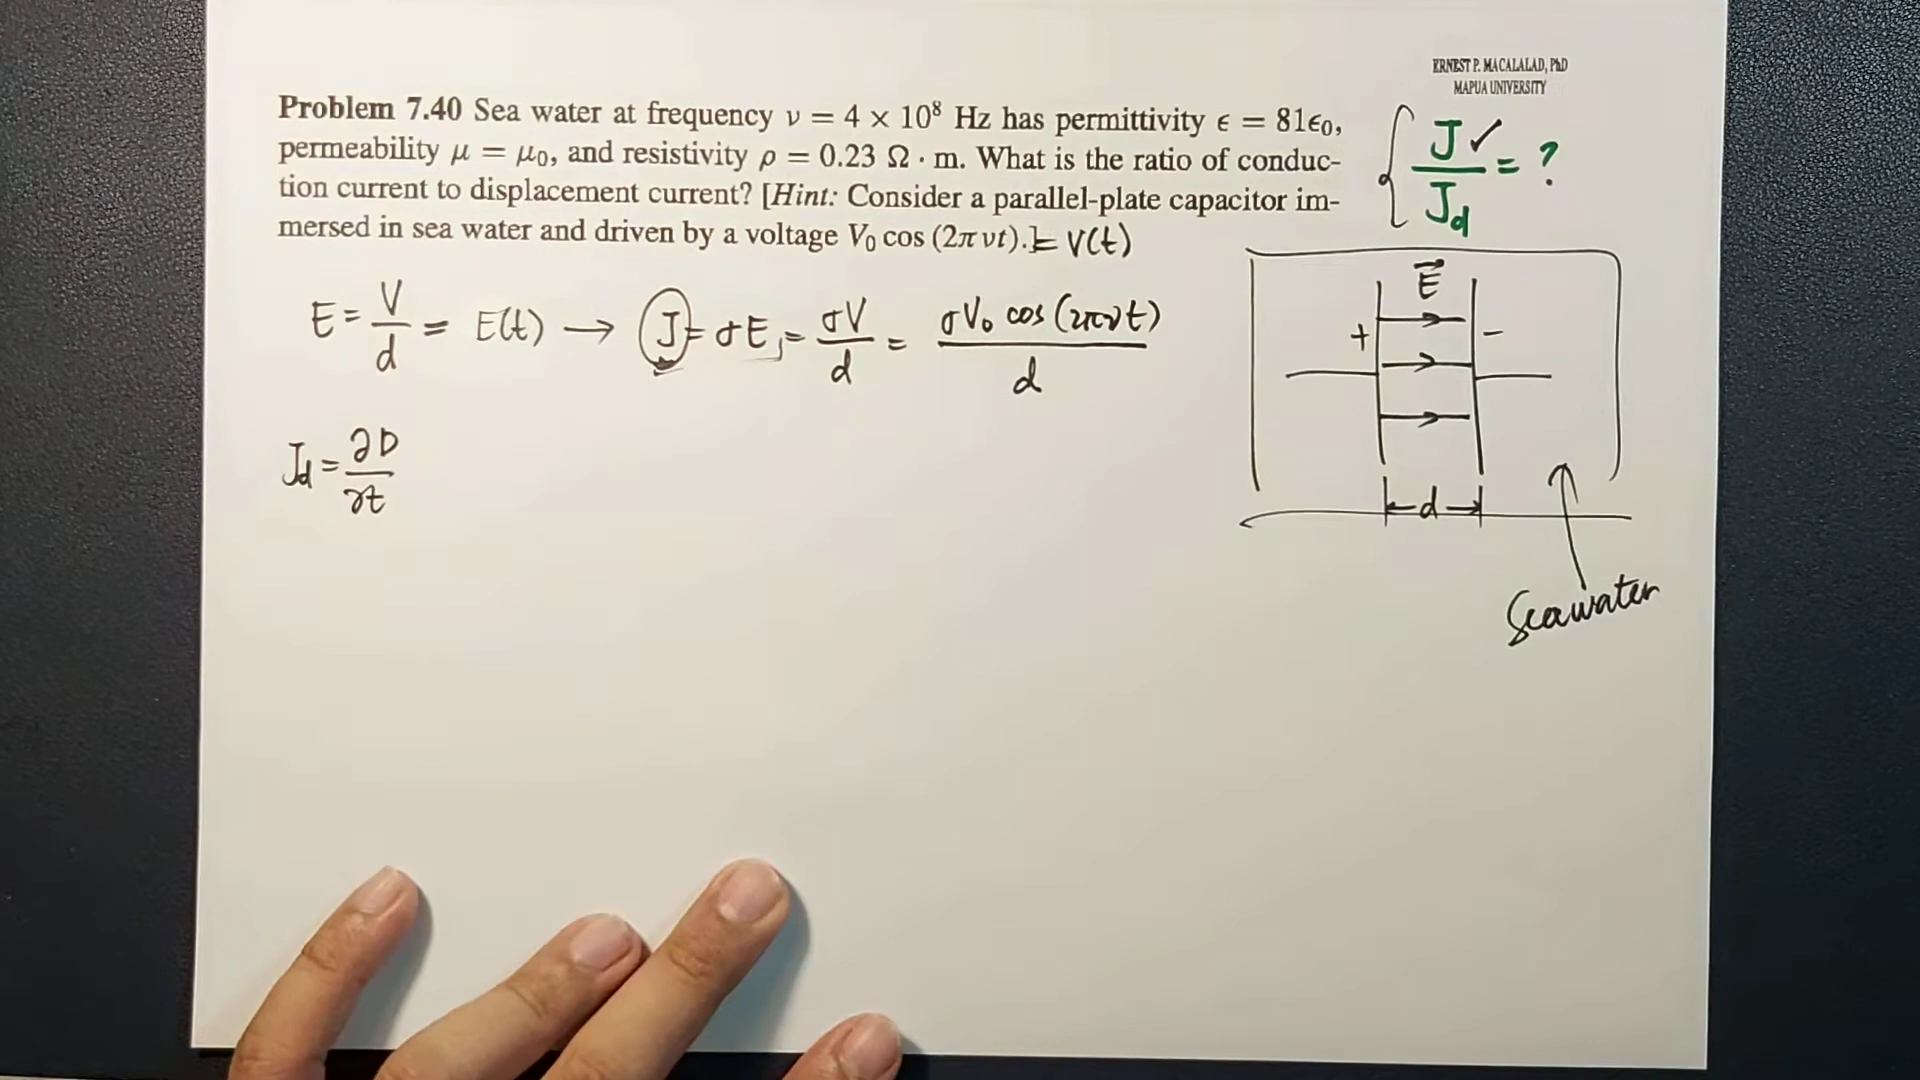 ERNEST P. MACALALAD, PhD
MAPUA UNIVERSITY
Problem 7.40 Sea water at frequency ν = 4 × 10⁸ Hz has permittivity ϵ = 81ϵ₀,
permeability μ = μ₀, and resistivity ρ = 0.23 Ω · m. What is the ratio of conduc-
tion current to displacement current? [Hint: Consider a parallel-plate capacitor im-
mersed in sea water and driven by a voltage V₀ cos (2π νt).] = V(t)
J ✓ / J_d = ?
E = V/d = E(t) → J = σE = σV/d = σV₀ cos (2πνt) / d
J_d = ∂D/∂t
E⃗
+ −
d
Seawater